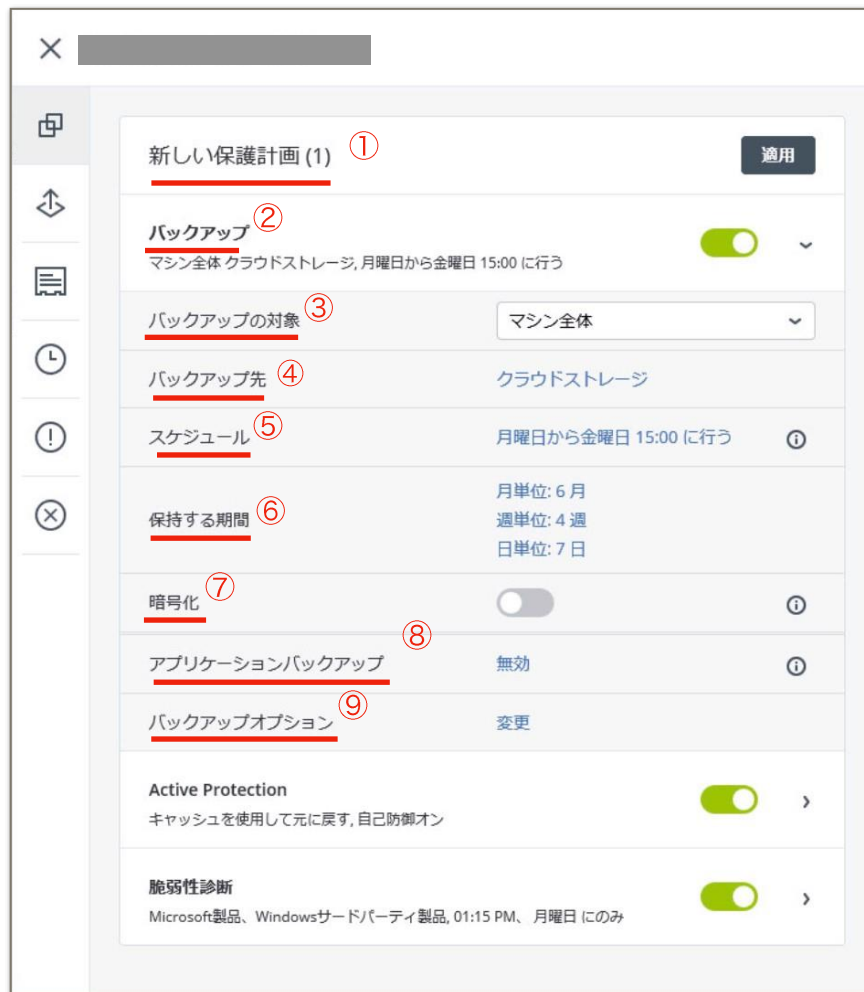 新しい保護計画 (1) ①
適用
バックアップ ②
マシン全体 クラウドストレージ, 月曜日から金曜日 15:00 に行う
バックアップの対象 ③ マシン全体
バックアップ先 ④ クラウドストレージ
スケジュール ⑤ 月曜日から金曜日 15:00 に行う
月単位: 6 月
保持する期間 ⑥ 週単位: 4 週
日単位: 7 日
暗号化 ⑦
アプリケーションバックアップ ⑧ 無効
バックアップオプション ⑨ 変更
Active Protection
キャッシュを使用して元に戻す, 自己防御オン
脆弱性診断
Microsoft製品、Windowsサードパーティ製品, 01:15 PM、 月曜日 にのみ